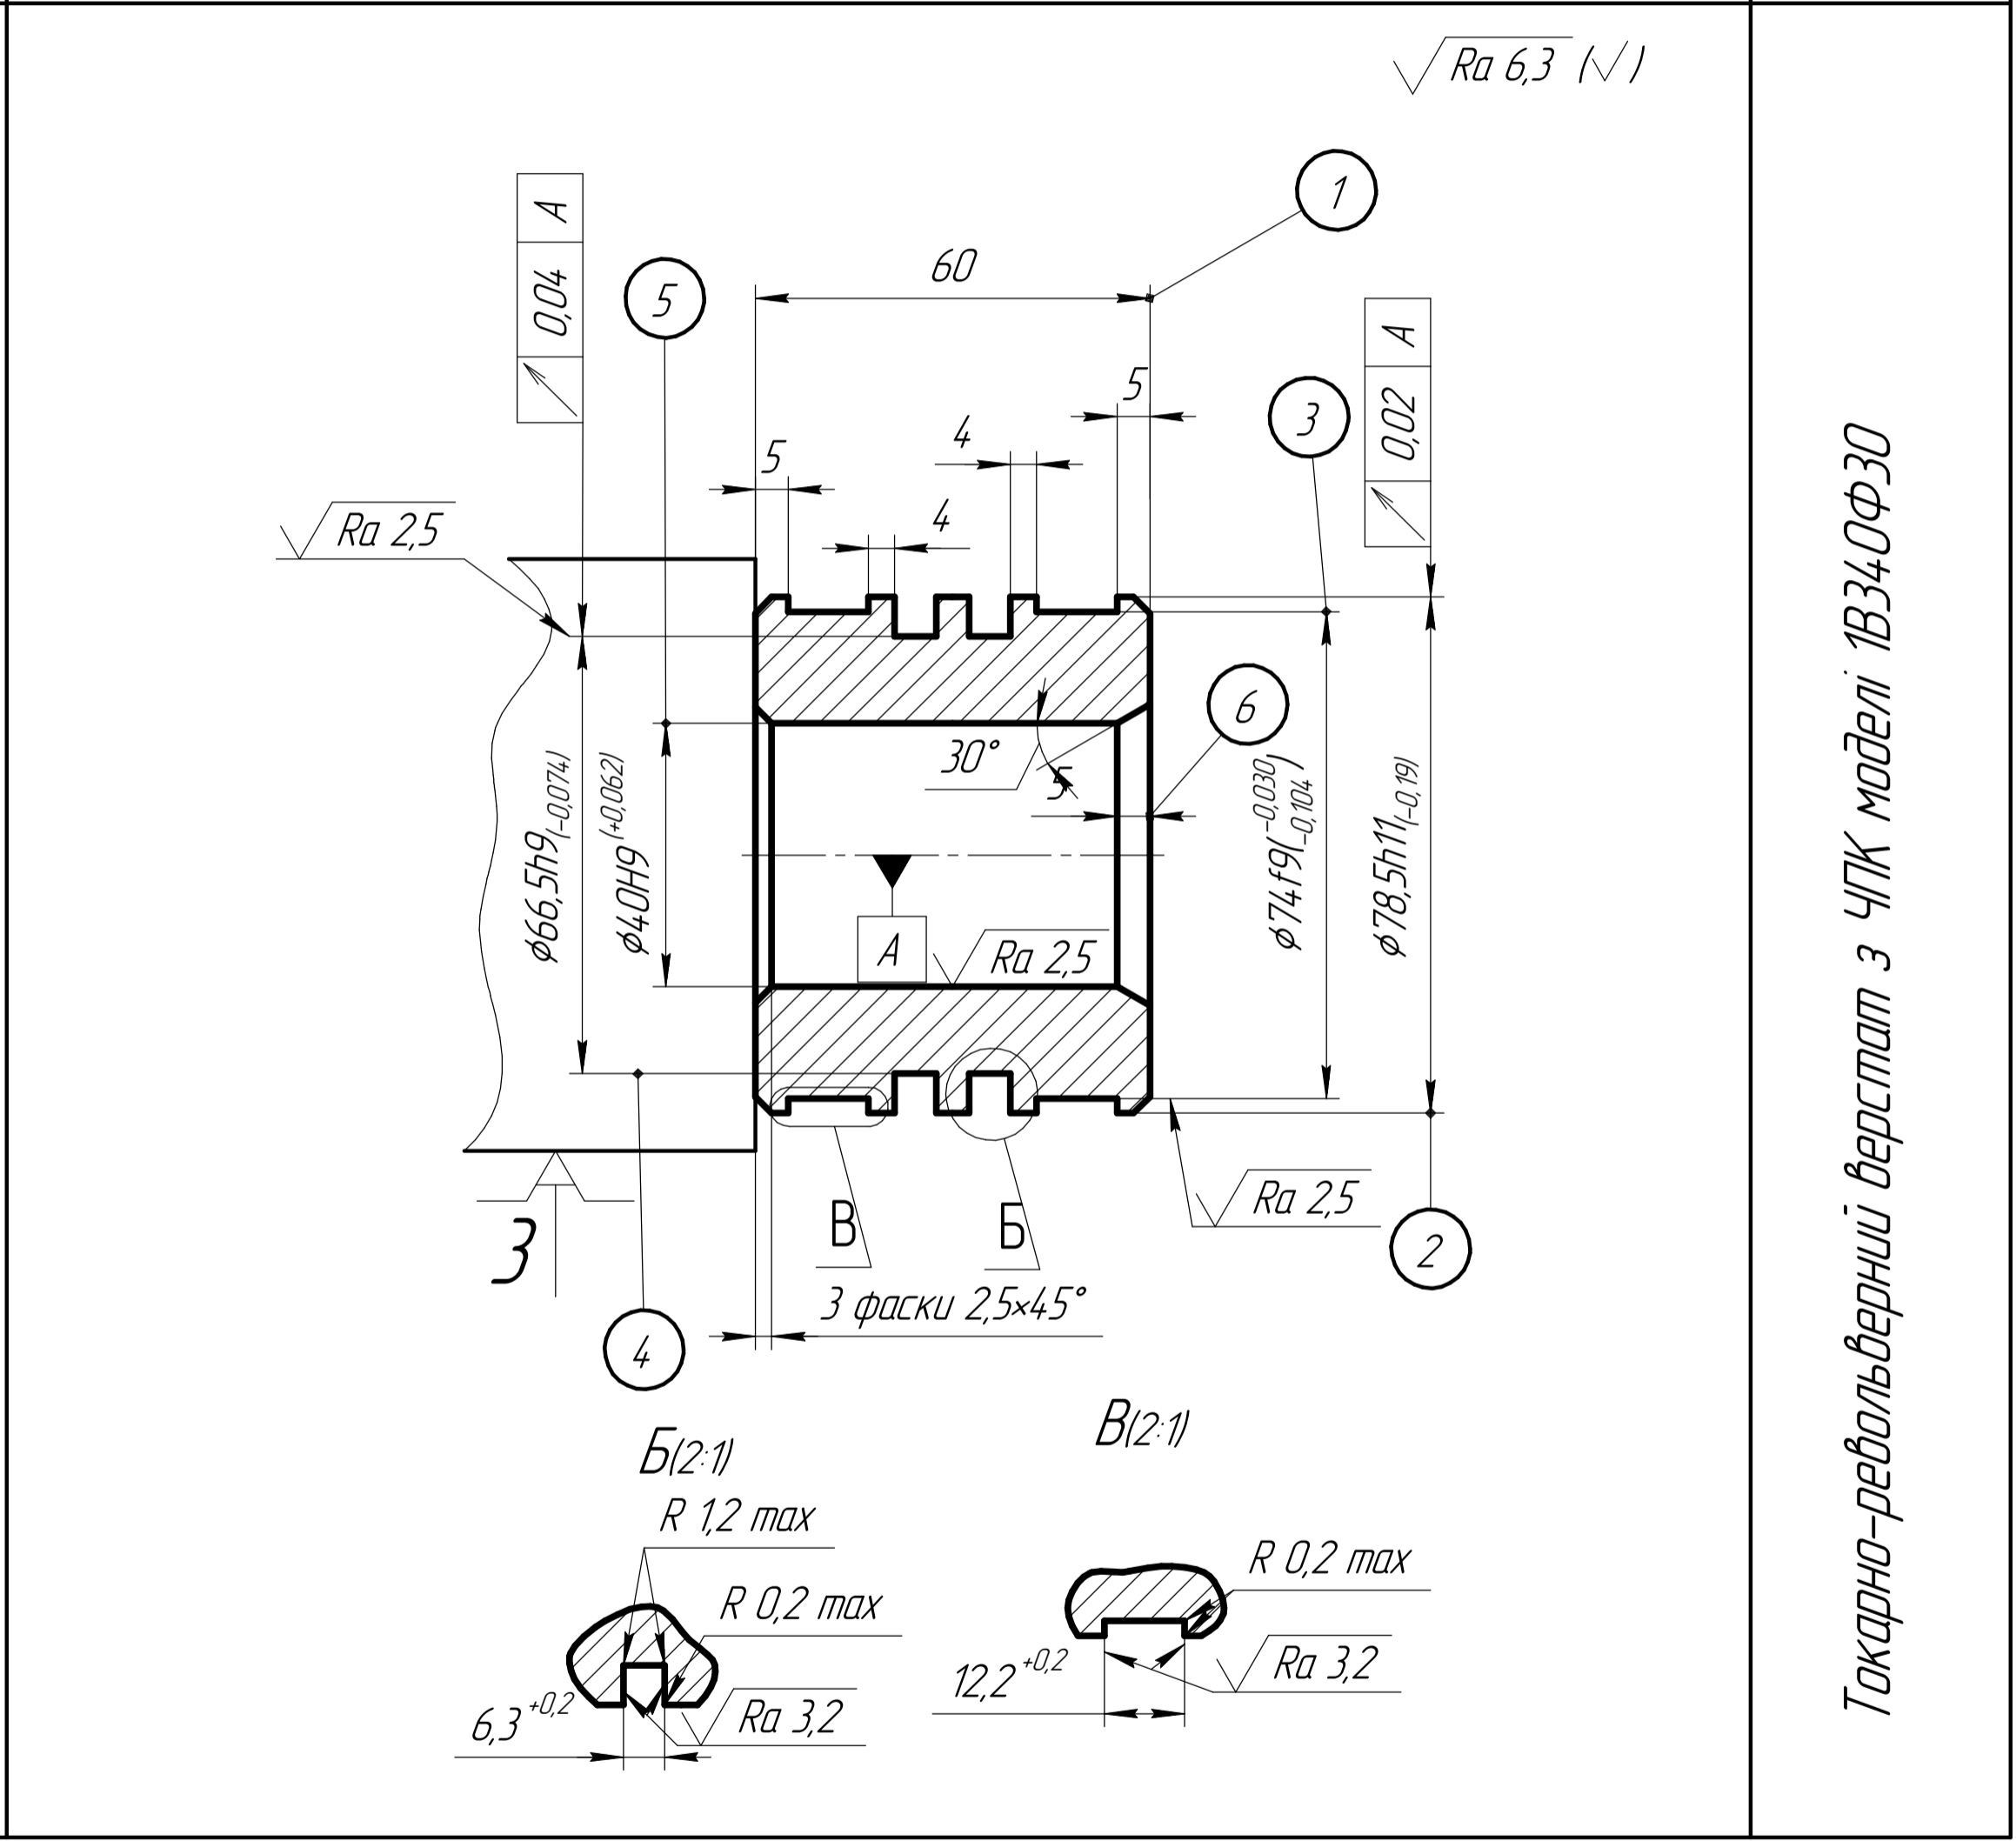 Ra 6,3 (√)
1
60
0,04 A
5
0,02 A
3
5
4
5
4
Ra 2,5
6
30°
5
ϕ66,5h9(-0,074)
ϕ40H9(+0,062)
ϕ74f9(-0,030 -0,104)
ϕ78,5h11(-0,19)
A
Ra 2,5
Ra 2,5
В
Б
3
2
3 фаски 2,5×45°
4
Б(2:1)
В(2:1)
R 1,2 max
R 0,2 max
R 0,2 max
6,3+0,2
Ra 3,2
12,2+0,2
Ra 3,2
Токарно-револьверний верстат з ЧПК моделі 1В340Ф30